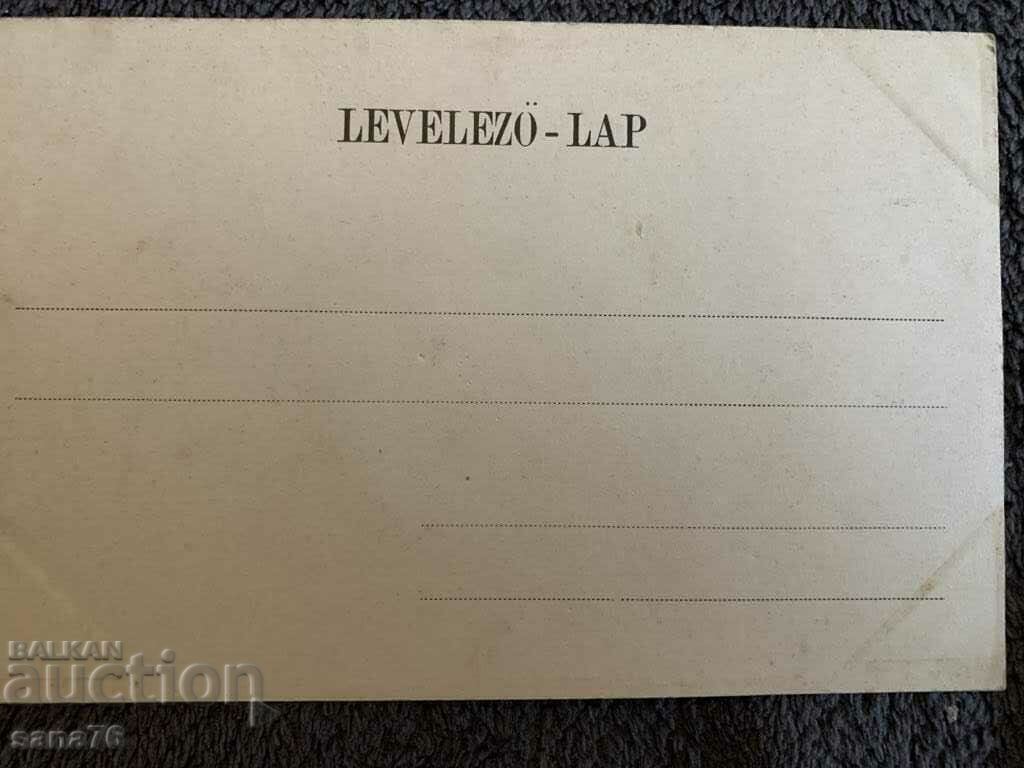 LEVELEZÖ - LAP
BALKAN
auction
sana76